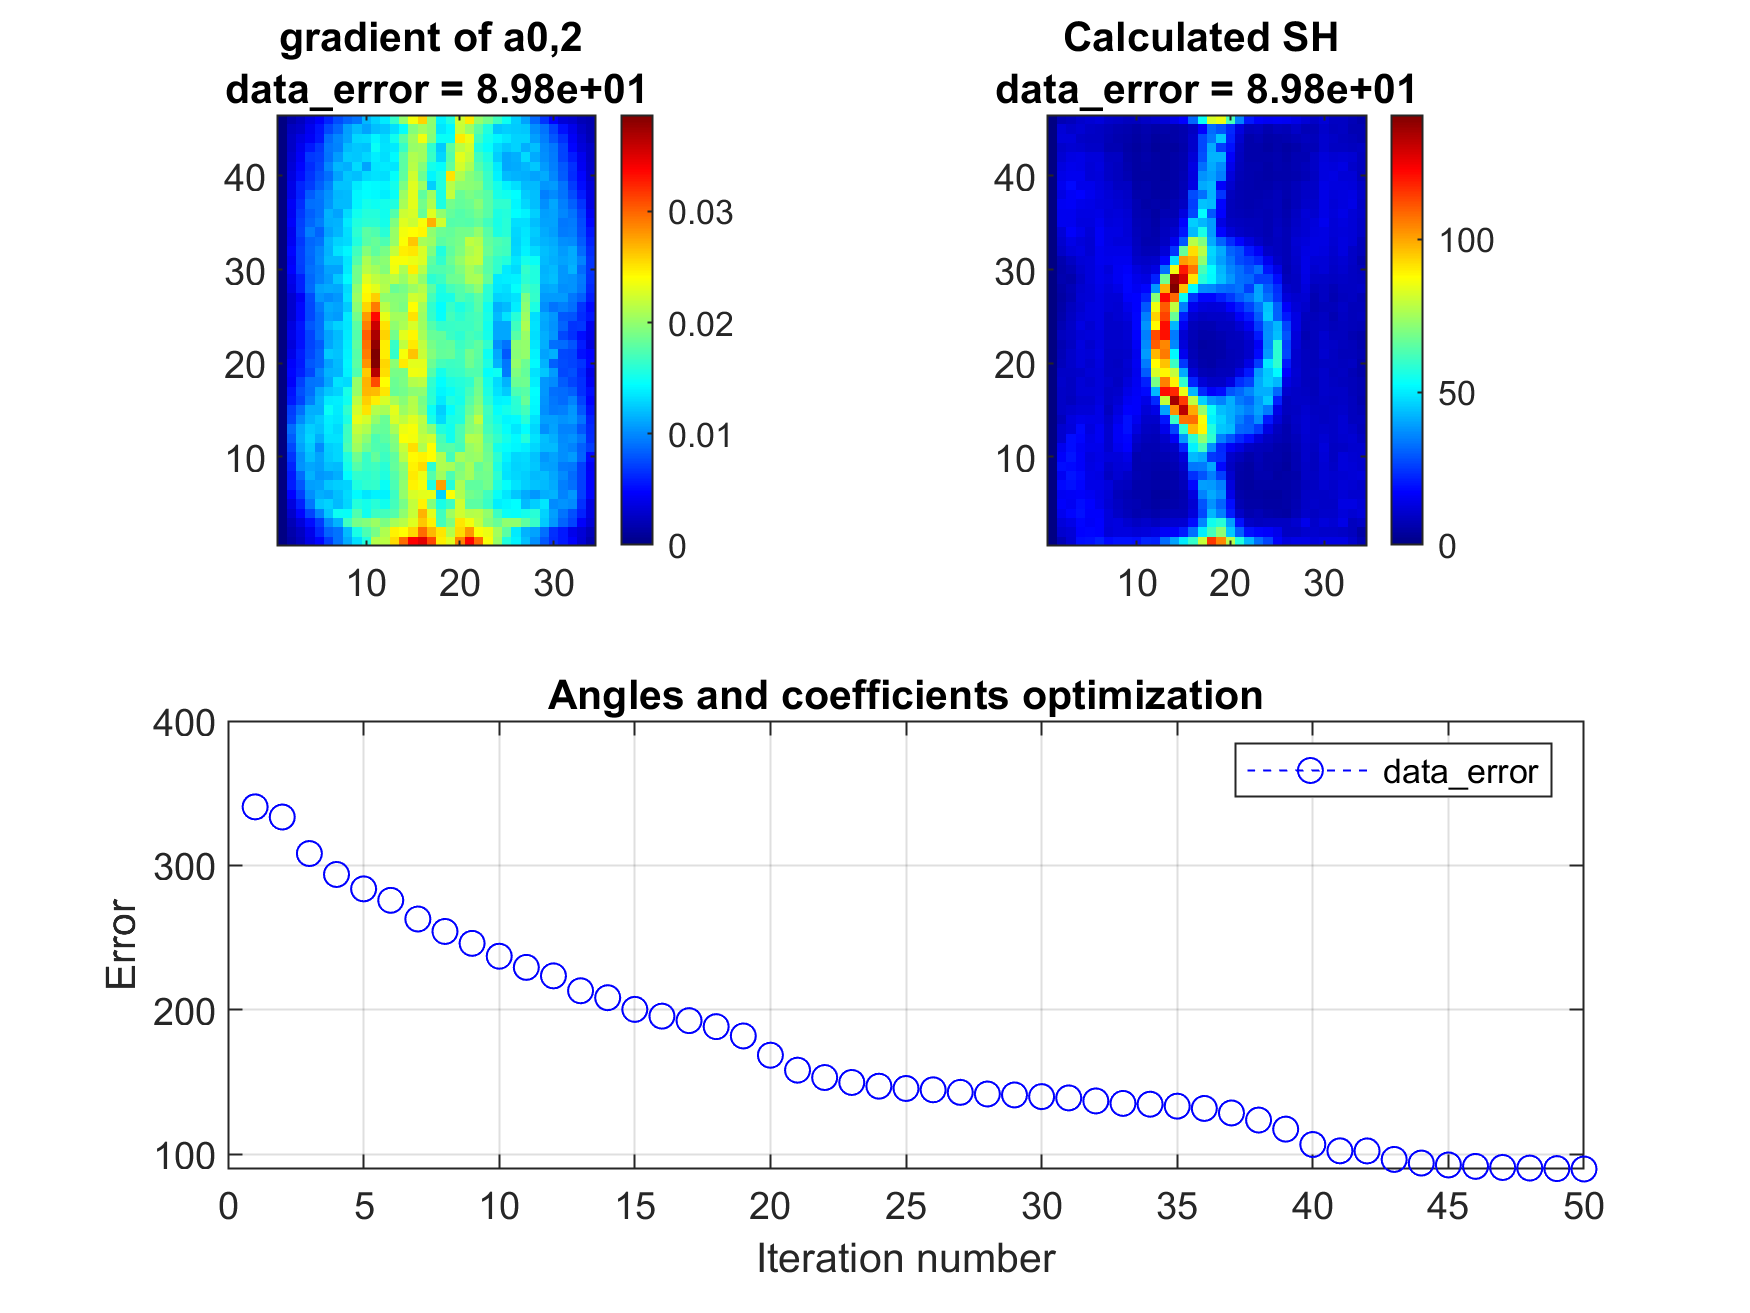 gradient of a0,2
data_error = 8.98e+01
40
30
20
10
10 20 30
0.03
0.02
0.01
0
Calculated SH
data_error = 8.98e+01
40
30
20
10
10 20 30
100
50
0
Angles and coefficients optimization
400
300
200
100
Error
data_error
0 5 10 15 20 25 30 35 40 45 50
Iteration number